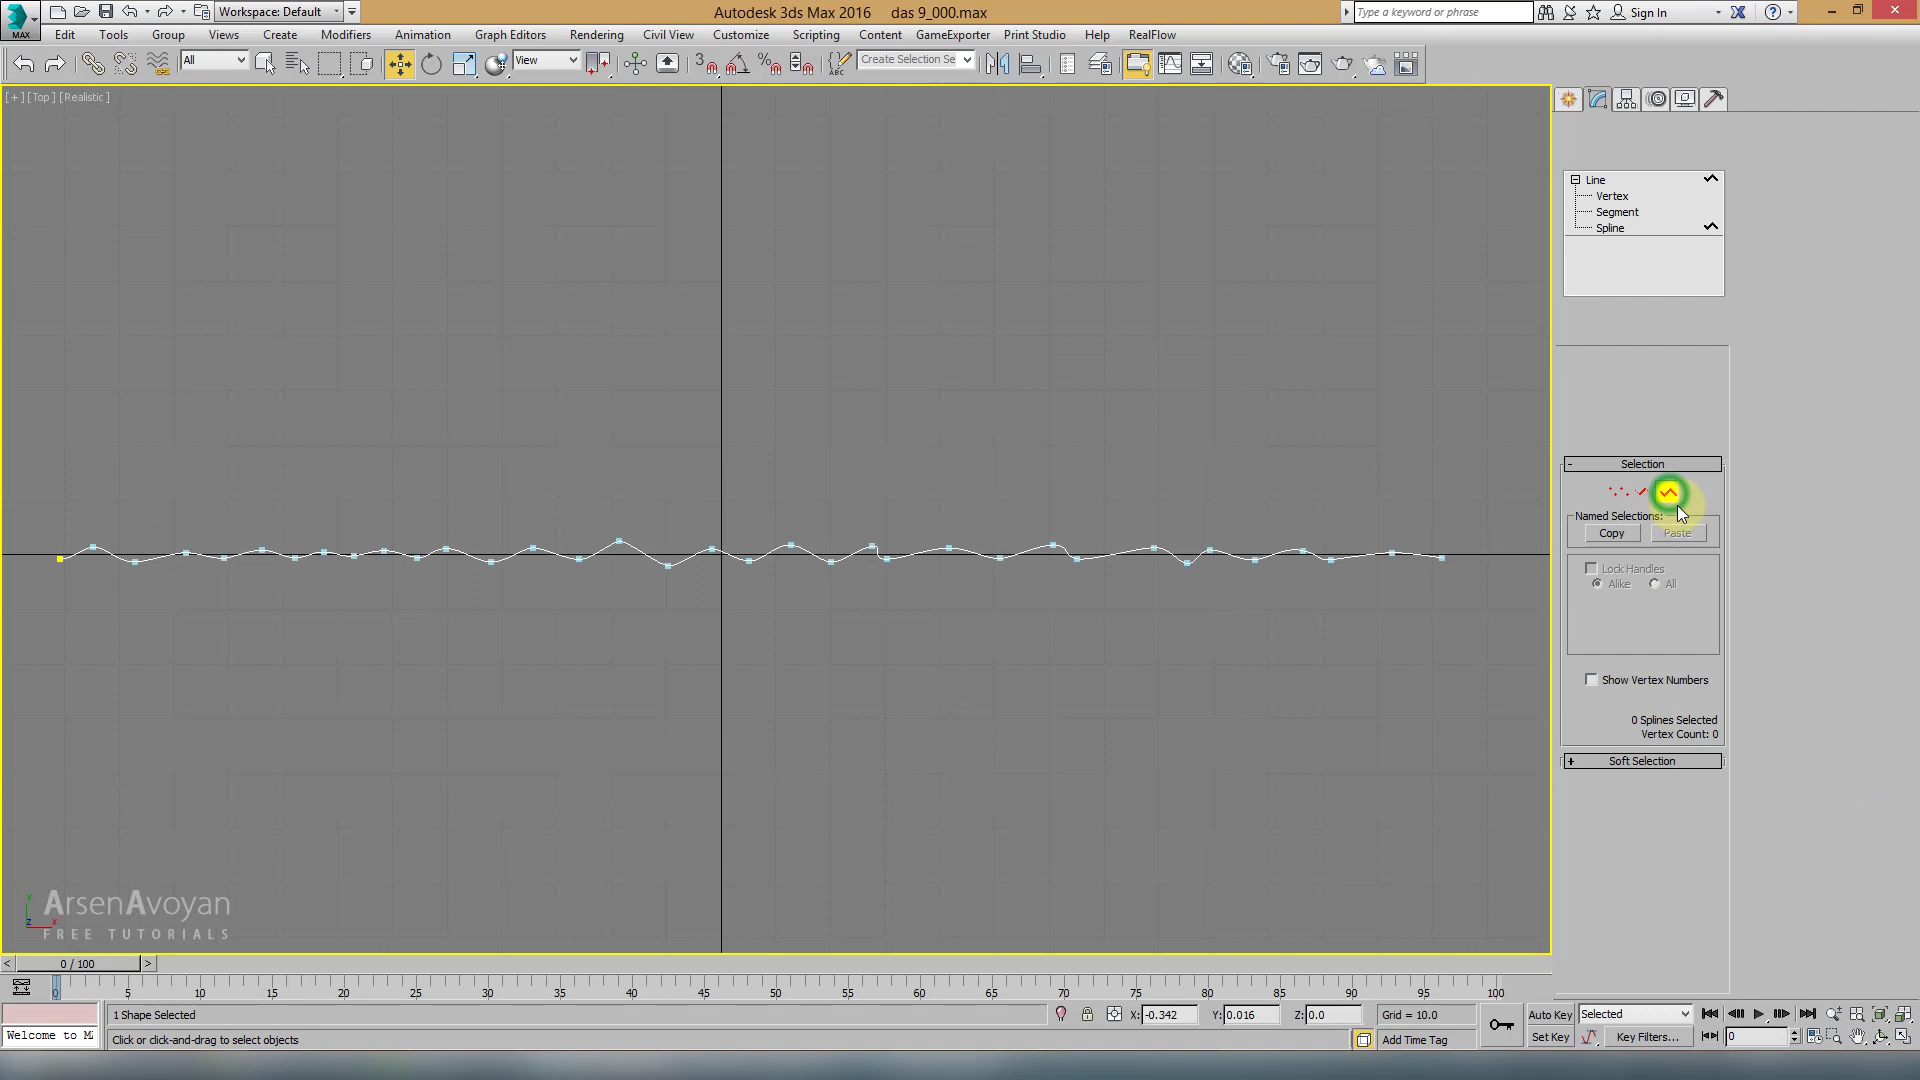 MAX
Workspace: Default
Autodesk 3ds Max 2016 das 9_000.max
Type a keyword or phrase
Sign In
Edit Tools Group Views Create Modifiers Animation Graph Editors Rendering Civil View Customize Scripting Content GameExporter Print Studio Help RealFlow
All
View
3
%
ABC
Create Selection Se
[+] [Top] [Realistic]
Line
Vertex
Segment
Spline
- Selection
Named Selections:
Copy Paste
Lock Handles
Alike All
Show Vertex Numbers
0 Splines Selected
Vertex Count: 0
+ Soft Selection
y
z x
ArsenAvoyan
FREE TUTORIALS
< 0 / 100 >
0 5 10 15 20 25 30 35 40 45 50 55 60 65 70 75 80 85 90 95 100
1 Shape Selected
X: -0.342 Y: 0.016 Z: 0.0
Grid = 10.0
Auto Key Selected
Welcome to M
Click or click-and-drag to select objects
Add Time Tag
Set Key Key Filters...
0